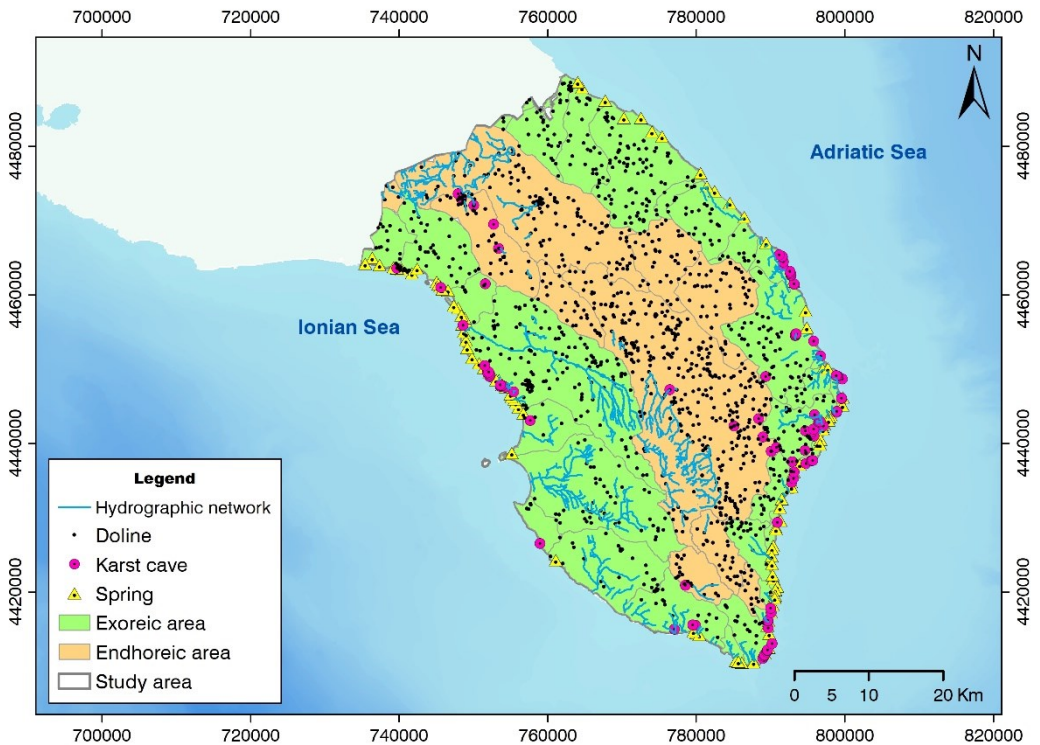 700000 720000 740000 760000 780000 800000 820000
N
4480000 4480000
Adriatic Sea
4460000 4460000
Ionian Sea
4440000 4440000
Legend
Hydrographic network
Doline
Karst cave
Spring
Exoreic area
Endhoreic area
Study area
4420000 4420000
0 5 10 20 Km
700000 720000 740000 760000 780000 800000 820000